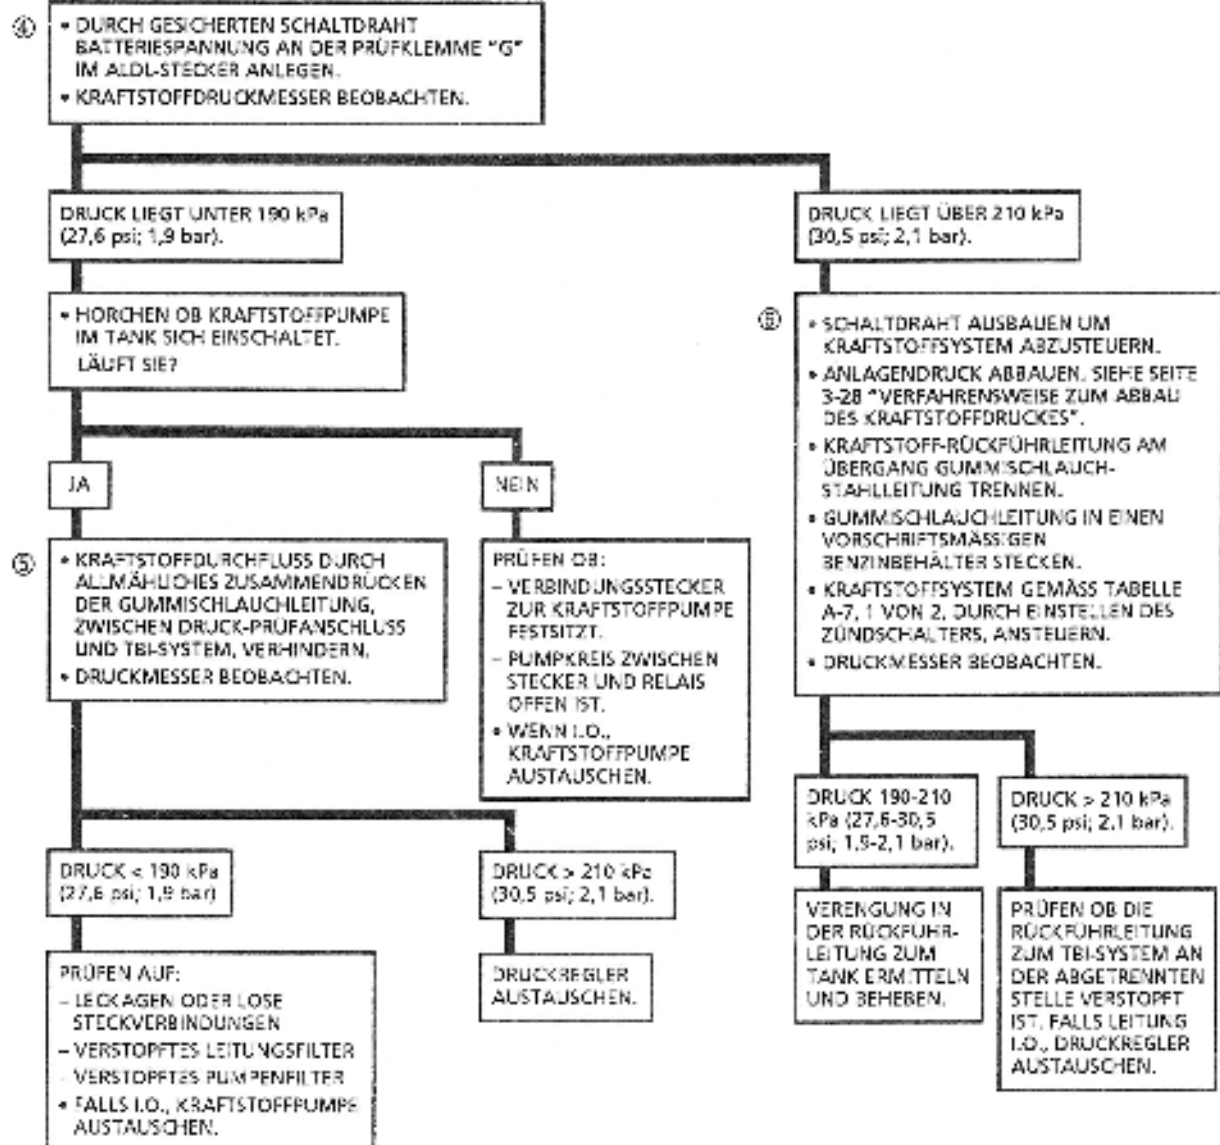 ④
• DURCH GESICHERTEN SCHALTDRAHT
BATTERIESPANNUNG AN DER PRÜFKLEMME "G"
IM ALDL-STECKER ANLEGEN.
• KRAFTSTOFFDRUCKMESSER BEOBACHTEN.
DRUCK LIEGT UNTER 190 kPa
(27,6 psi; 1,9 bar).
DRUCK LIEGT ÜBER 210 kPa
(30,5 psi; 2,1 bar).
• HORCHEN OB KRAFTSTOFFPUMPE
IM TANK SICH EINSCHALTET.
LÄUFT SIE?
JA
NEIN
⑤
• KRAFTSTOFFDURCHFLUSS DURCH
ALLMÄHLICHES ZUSAMMENDRÜCKEN
DER GUMMISCHLAUCHLEITUNG,
ZWISCHEN DRUCK-PRÜFANSCHLUSS
UND TBI-SYSTEM, VERHINDERN.
• DRUCKMESSER BEOBACHTEN.
PRÜFEN OB:
– VERBINDUNGSSTECKER
ZUR KRAFTSTOFFPUMPE
FESTSITZT.
– PUMPKREIS ZWISCHEN
STECKER UND RELAIS
OFFEN IST.
• WENN I.O.,
KRAFTSTOFFPUMPE
AUSTAUSCHEN.
• SCHALTDRAHT AUSBAUEN UM
KRAFTSTOFFSYSTEM ABZUSTEUERN.
• ANLAGENDRUCK ABBAUEN. SIEHE SEITE
3-28 "VERFAHRENSWEISE ZUM ABBAU
DES KRAFTSTOFFDRUCKES".
• KRAFTSTOFF-RÜCKFÜHRLEITUNG AM
ÜBERGANG GUMMISCHLAUCH-
STAHLLEITUNG TRENNEN.
• GUMMISCHLAUCHLEITUNG IN EINEN
VORSCHRIFTSMÄSSIGEN
BENZINBEHÄLTER STECKEN.
• KRAFTSTOFFSYSTEM GEMÄSS TABELLE
A-7, 1 VON 2, DURCH EINSTELLEN DES
ZÜNDSCHALTERS, ANSTEUERN.
• DRUCKMESSER BEOBACHTEN.
DRUCK < 190 kPa
(27,6 psi; 1,9 bar)
DRUCK > 210 kPa
(30,5 psi; 2,1 bar).
DRUCK 190-210
kPa (27,6-30,5
psi; 1,9-2,1 bar).
DRUCK > 210 kPa
(30,5 psi; 2,1 bar).
PRÜFEN AUF:
– LECKAGEN ODER LOSE
STECKVERBINDUNGEN
– VERSTOPFTES LEITUNGSFILTER
– VERSTOPFTES PUMPENFILTER
• FALLS I.O., KRAFTSTOFFPUMPE
AUSTAUSCHEN.
DRUCKREGLER
AUSTAUSCHEN.
VERENGUNG IN
DER RÜCKFÜHR-
LEITUNG ZUM
TANK ERMITTELN
UND BEHEBEN.
PRÜFEN OB DIE
RÜCKFÜHRLEITUNG
ZUM TBI-SYSTEM AN
DER ABGETRENNTEN
STELLE VERSTOPFT
IST. FALLS LEITUNG
I.O., DRUCKREGLER
AUSTAUSCHEN.